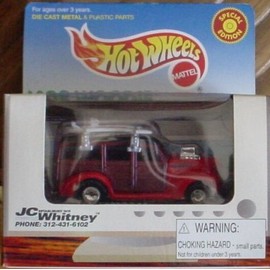 For ages over 3 years.
DIE CAST METAL & PLASTIC PARTS
SPECIAL
EDITION
Hot Wheels
MATTEL
JC Whitney
PHONE: 312-431-6102
WARNING:
CHOKING HAZARD - small parts.
Not for children under 3 years.